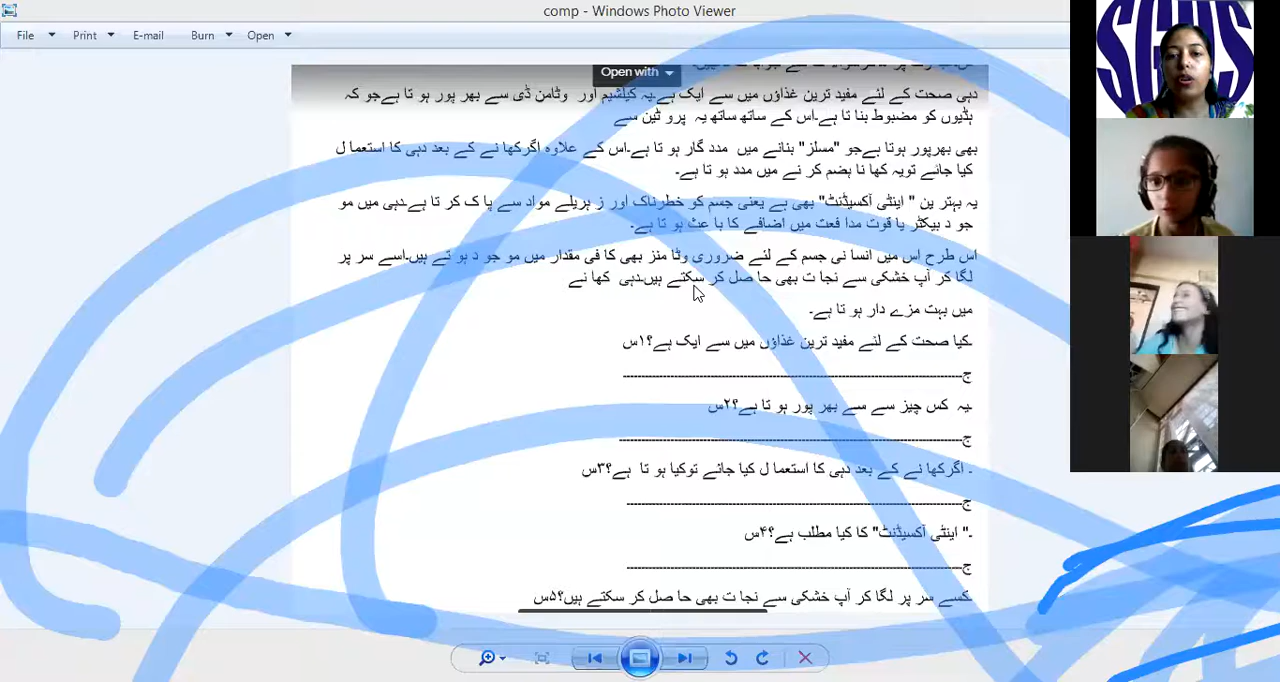 comp - Windows Photo Viewer
File Print E-mail Burn Open
SGHS
Open with
دہی صحت کے لئے مفید ترین غذاؤں میں سے ایک ہے۔یہ کیلشیم اور وٹامن ڈی سے بھر پور ہو تا ہےجو کہ
ہڈیوں کو مضبوط بنا تا ہے۔اس کے ساتھ ساتھ یہ پرو ٹین سے
بھی بھرپور ہوتا ہےجو "مسلز" بنانے میں مدد گار ہو تا ہے۔اس کے علاوہ اگرکھا نے کے بعد دہی کا استعما ل
کیا جائے تویہ کھا نا ہضم کر نے میں مدد ہو تا ہے۔
یہ بہتر ین " اینٹی آکسیڈنٹ" بھی ہے یعنی جسم کو خطرناک اور ز ہریلے مواد سے پا ک کر تا ہے۔دہی میں مو
جو د بیکٹر یا قوت مدا فعت میں اضافے کا با عث ہو تا ہے۔
اس طرح اس میں انسا نی جسم کے لئے ضروری وٹا منز بھی کا فی مقدار میں مو جو د ہو تے ہیں۔اسے سر پر
لگا کر آپ خشکی سے نجا ت بھی حا صل کر سکتے ہیں۔دہی کھا نے
میں بہت مزے دار ہو تا ہے۔
۔کیا صحت کے لئے مفید ترین غذاؤں میں سے ایک ہے؟۱س
ج۔۔۔۔۔۔۔۔۔۔۔۔۔۔۔۔۔۔۔۔۔۔۔۔۔۔۔۔۔۔
۔یہ کس چیز سے سے بھر پور ہو تا ہے؟۲س
ج۔۔۔۔۔۔۔۔۔۔۔۔۔۔۔۔۔۔۔۔۔۔۔۔۔۔۔۔۔۔
۔ اگرکھا نے کے بعد دہی کا استعما ل کیا جائے توکیا ہو تا ہے؟۳س
ج۔۔۔۔۔۔۔۔۔۔۔۔۔۔۔۔۔۔۔۔۔۔۔۔۔۔۔۔۔۔
۔" اینٹی آکسیڈنٹ" کا کیا مطلب ہے؟۴س
ج۔۔۔۔۔۔۔۔۔۔۔۔۔۔۔۔۔۔۔۔۔۔۔۔۔۔۔۔۔۔
۔کسے سر پر لگا کر آپ خشکی سے نجا ت بھی حا صل کر سکتے ہیں؟۵س